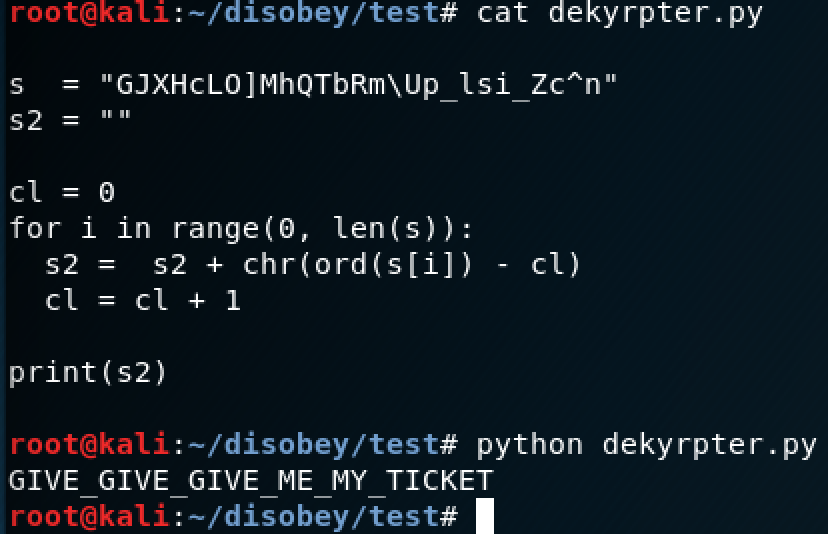 root@kali:~/disobey/test# cat dekyrpter.py
s  = "GJXHcLO]MhQTbRm\Up_lsi_Zc^n"
s2 = ""
cl = 0
for i in range(0, len(s)):
  s2 =  s2 + chr(ord(s[i]) - cl)
  cl = cl + 1
print(s2)
root@kali:~/disobey/test# python dekyrpter.py
GIVE_GIVE_GIVE_ME_MY_TICKET
root@kali:~/disobey/test#